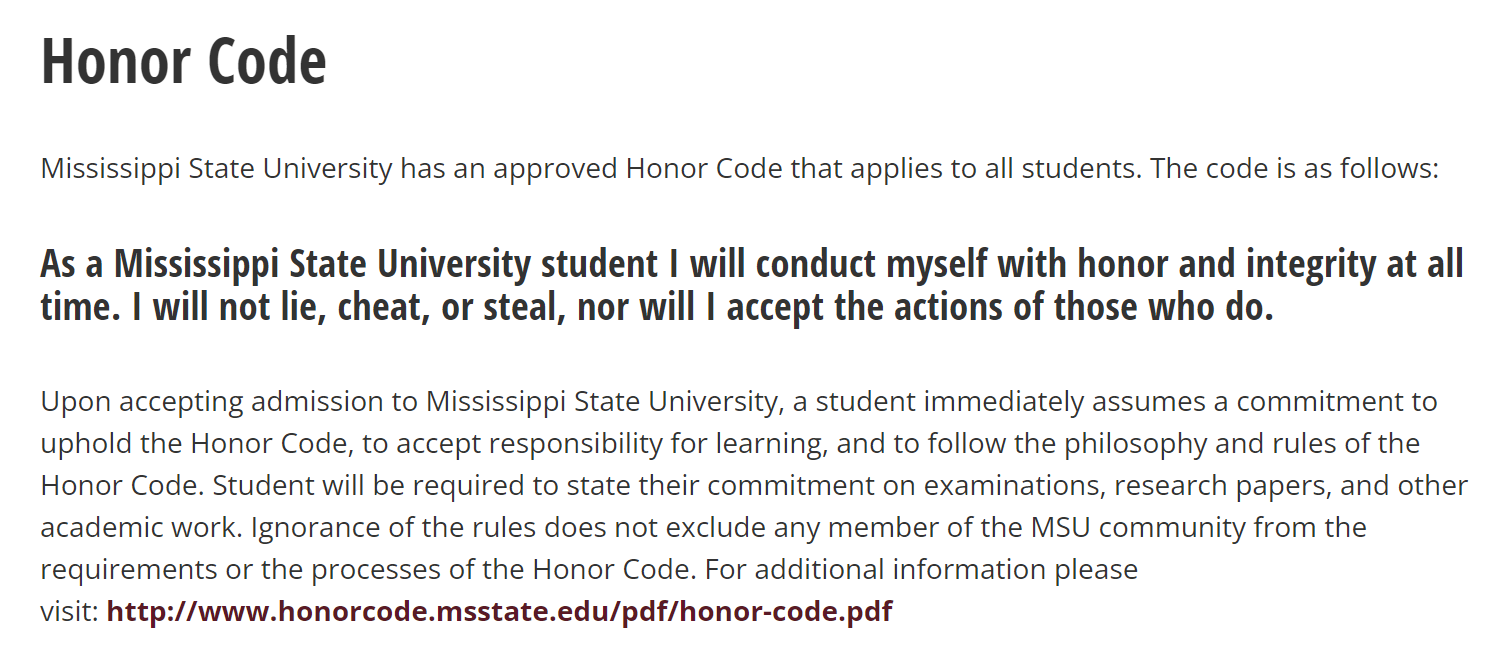 Honor Code
Mississippi State University has an approved Honor Code that applies to all students. The code is as follows:
As a Mississippi State University student I will conduct myself with honor and integrity at all
time. I will not lie, cheat, or steal, nor will I accept the actions of those who do.
Upon accepting admission to Mississippi State University, a student immediately assumes a commitment to
uphold the Honor Code, to accept responsibility for learning, and to follow the philosophy and rules of the
Honor Code. Student will be required to state their commitment on examinations, research papers, and other
academic work. Ignorance of the rules does not exclude any member of the MSU community from the
requirements or the processes of the Honor Code. For additional information please
visit: http://www.honorcode.msstate.edu/pdf/honor-code.pdf